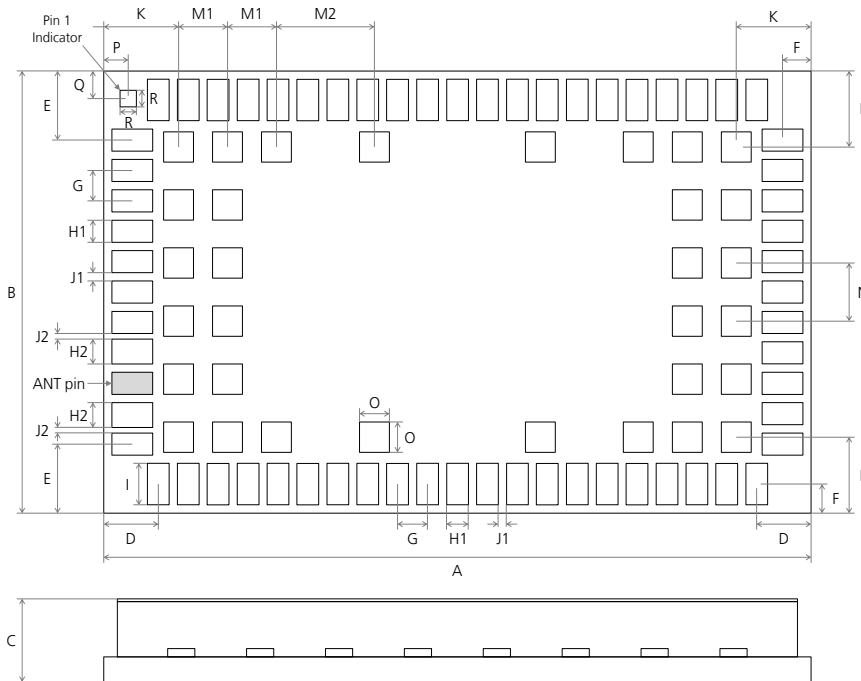 K M1 M1 M2 K
Pin 1
Indicator
P F
Q
R
E
R
G
H1
J1
B
J2
H2
ANT pin
O
H2
O
J2
E
I
F
D G H1 J1 D
A
C